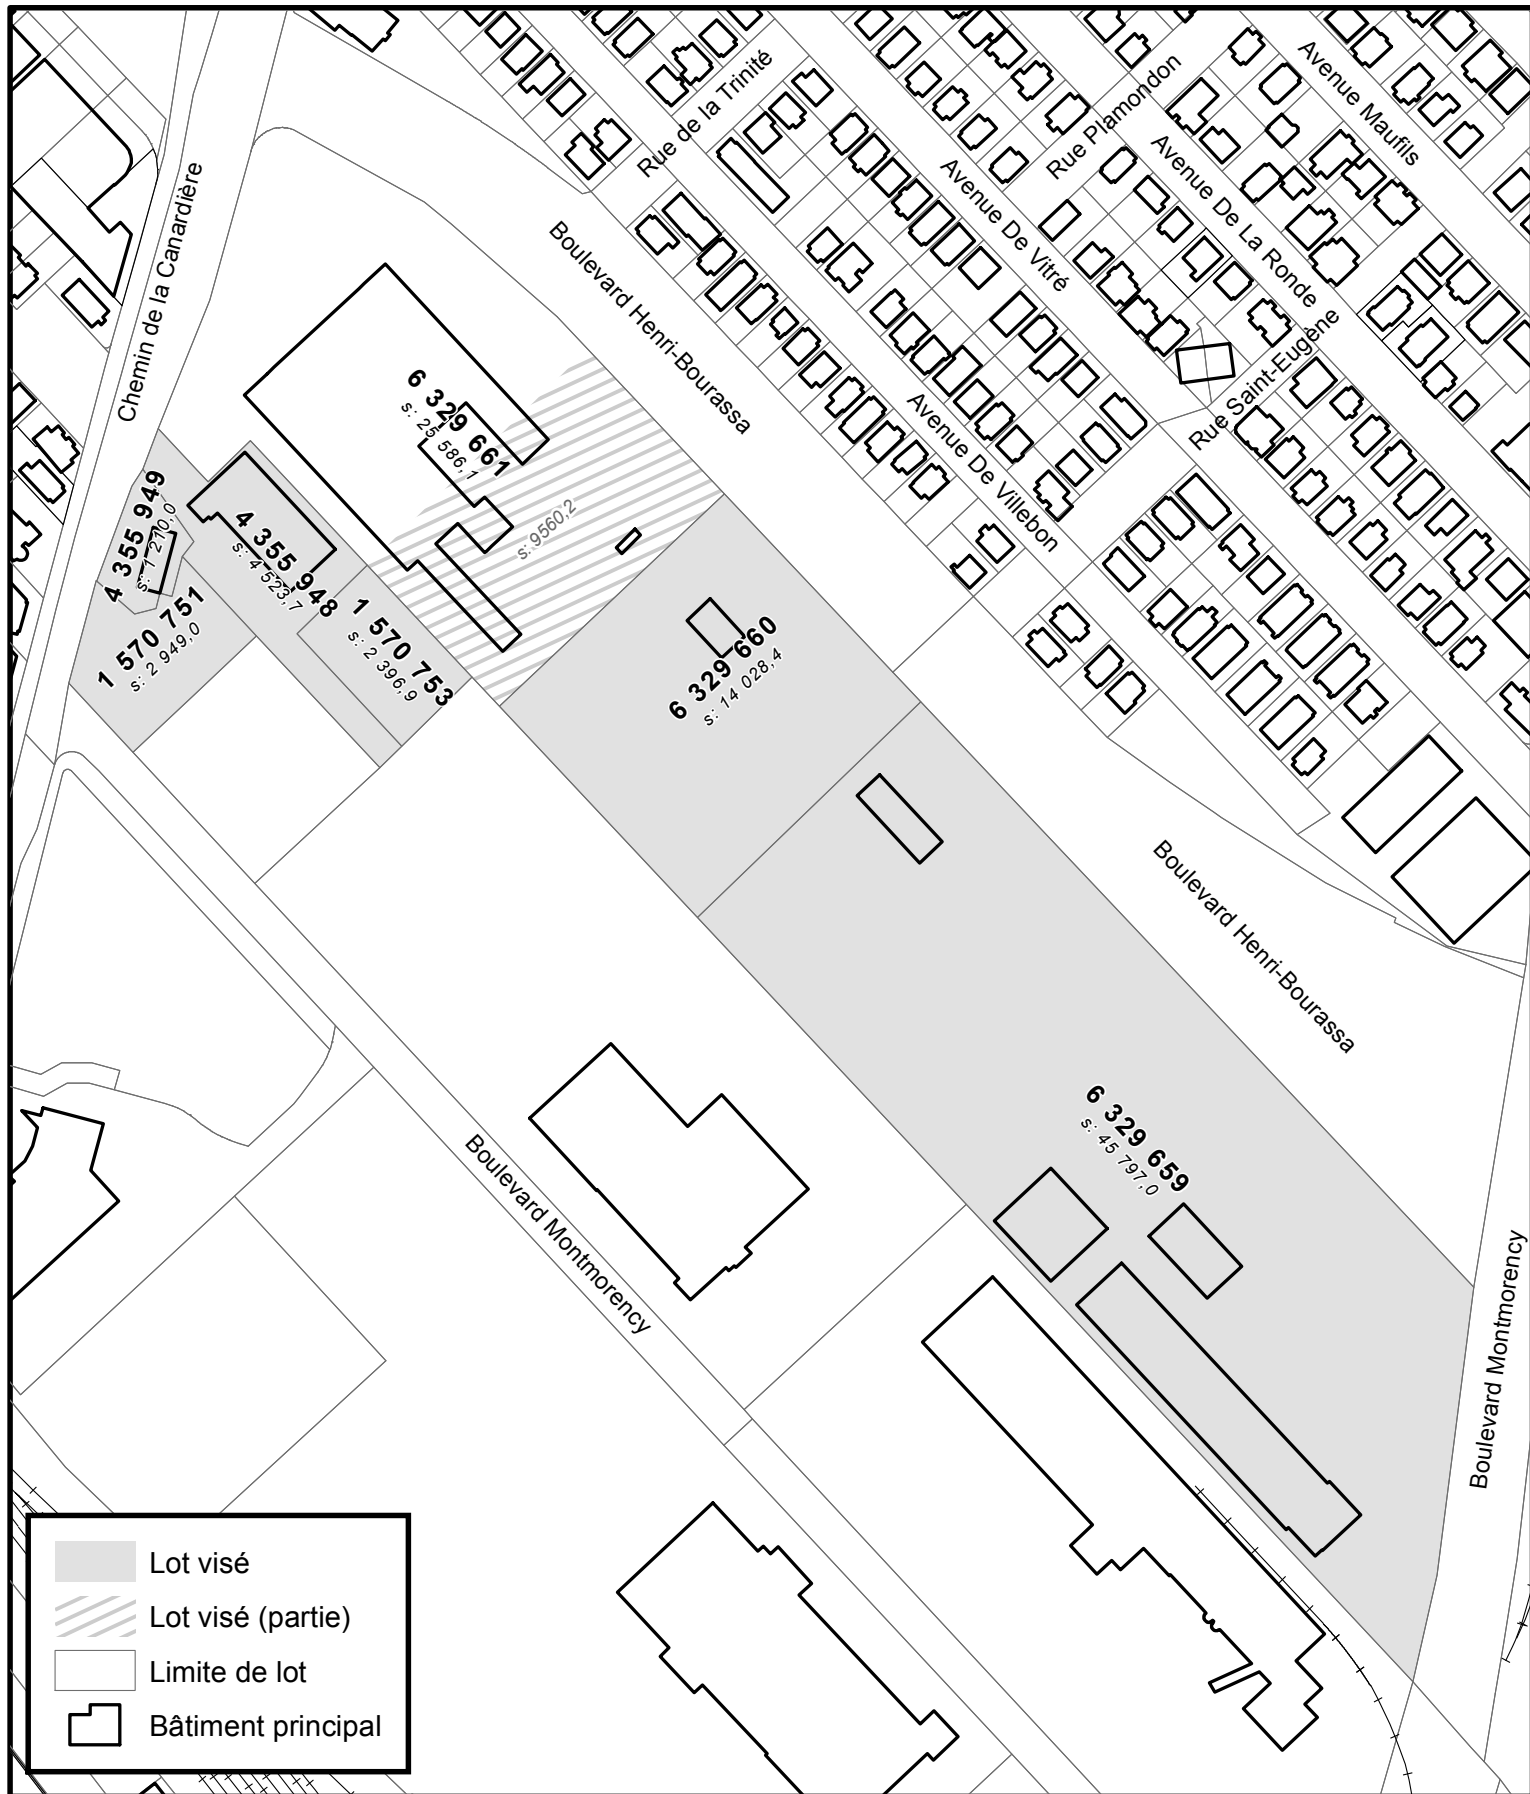 Rue de la Trinité
Rue Plamondon
Avenue Maufils
Avenue De La Ronde
Avenue De Vitré
Chemin de la Canardière
Boulevard Henri-Bourassa
Rue Saint-Eugène
Avenue De Villebon
6 329 661
s: 25 586,1
s: 9560,2
4 355 949
s: 1 210,0
4 355 948
s: 4 523,7
1 570 751
s: 2 949,0
1 570 753
s: 2 396,9
6 329 660
s: 14 028,4
Boulevard Henri-Bourassa
6 329 659
s: 45 797,0
Boulevard Montmorency
Boulevard Montmorency
Lot visé
Lot visé (partie)
Limite de lot
Bâtiment principal